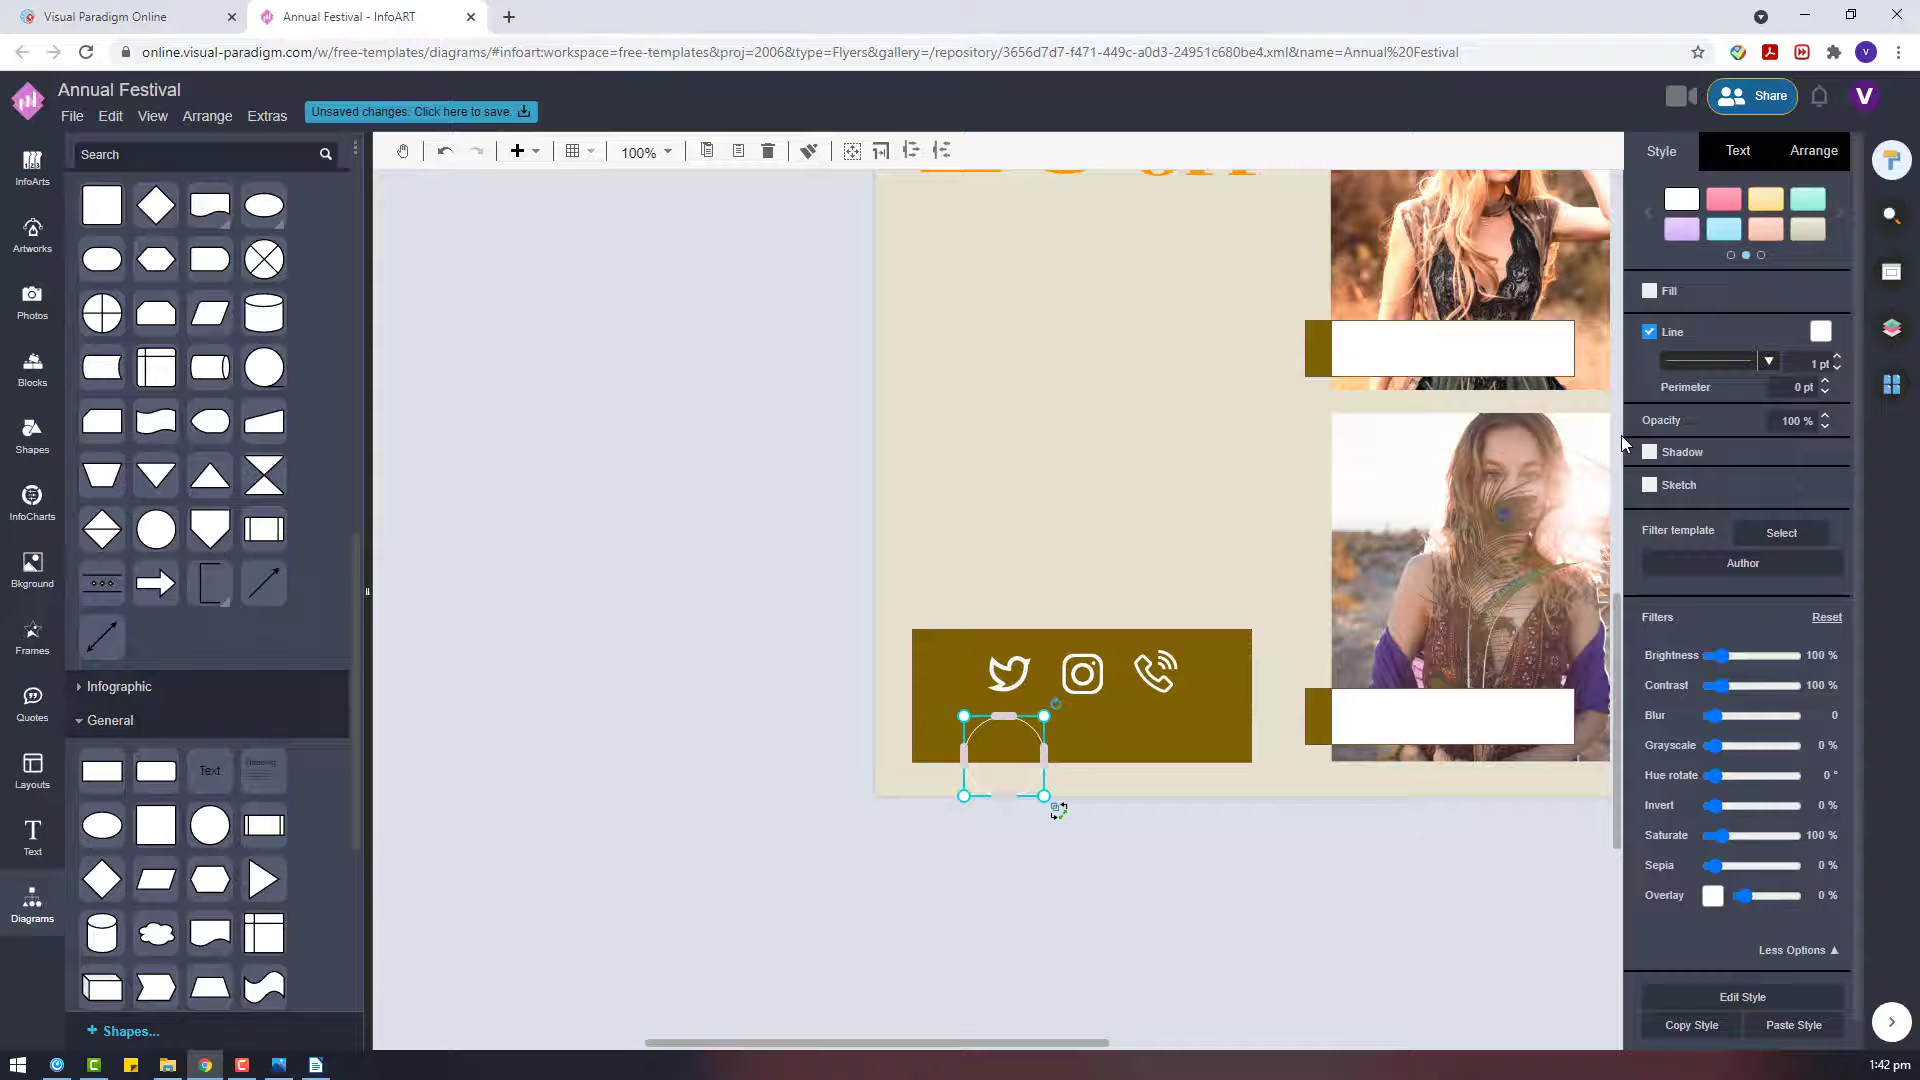 Visual Paradigm Online
Annual Festival - InfoART
online.visual-paradigm.com/w/free-templates/diagrams/#infoart:workspace=free-templates&proj=2006&type=Flyers&gallery=/repository/3656d7d7-f471-449c-a0d3-24951c680be4.xml&name=Annual%20Festival
V
Annual Festival
File Edit View Arrange Extras
Unsaved changes. Click here to save.
Share
V
InfoArts
Artworks
Photos
Blocks
Shapes
InfoCharts
Bkground
Frames
Quotes
Layouts
Text
Diagrams
Search
Infographic
General
Text
Heading
Shapes...
100%
Style Text Arrange
Fill
Line
1 pt
Perimeter 0 pt
Opacity 100 %
Shadow
Sketch
Filter template Select
Author
Filters Reset
Brightness 100 %
Contrast 100 %
Blur 0
Grayscale 0 %
Hue rotate 0 °
Invert 0 %
Saturate 100 %
Sepia 0 %
Overlay 0 %
Less Options
Edit Style
Copy Style Paste Style
1:42 pm